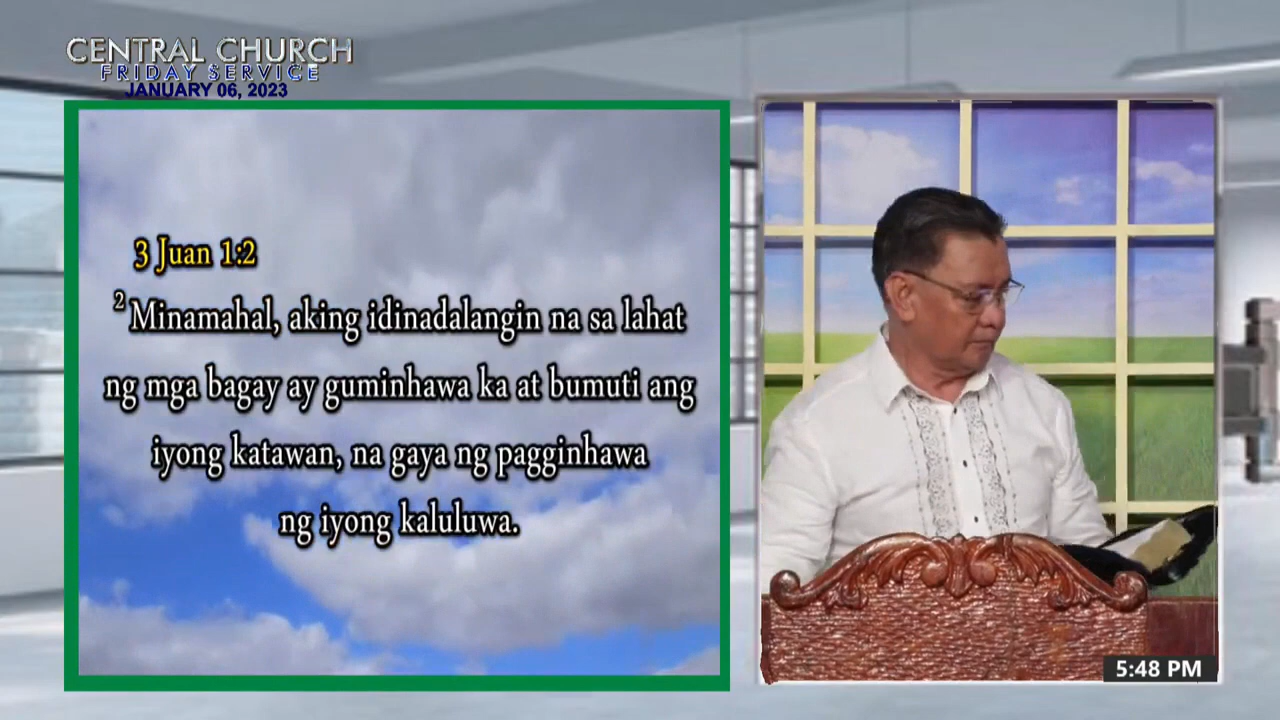 CENTRAL CHURCH
FRIDAY SERVICE
JANUARY 06, 2023
3 Juan 1:2
2 Minamahal, aking idinadalangin na sa lahat
ng mga bagay ay guminhawa ka at bumuti ang
iyong katawan, na gaya ng pagginhawa
ng iyong kaluluwa.
5:48 PM